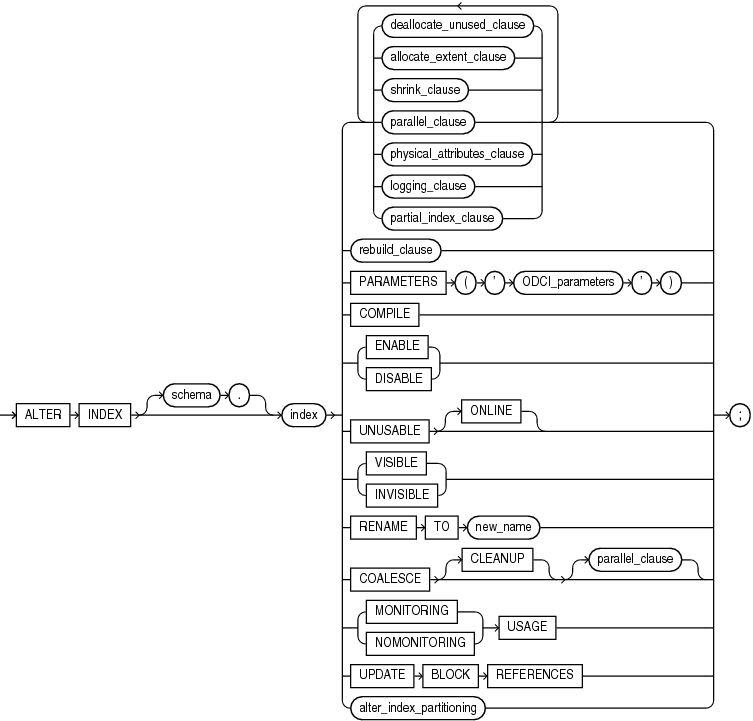 deallocate_unused_clause
allocate_extent_clause
shrink_clause
parallel_clause
physical_attributes_clause
logging_clause
partial_index_clause
rebuild_clause
PARAMETERS ( ' ODCI_parameters ' )
COMPILE
ENABLE
DISABLE
schema .
ALTER INDEX index ;
ONLINE
UNUSABLE
VISIBLE
INVISIBLE
RENAME TO new_name
CLEANUP parallel_clause
COALESCE
MONITORING
NOMONITORING
USAGE
UPDATE BLOCK REFERENCES
alter_index_partitioning